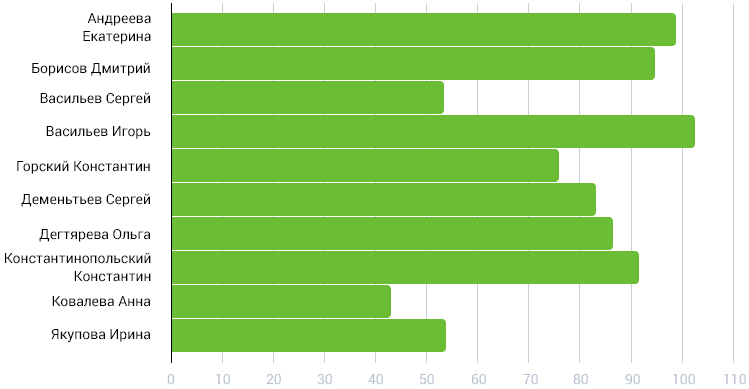 Андреева
Екатерина
Борисов Дмитрий
Васильев Сергей
Васильев Игорь
Горский Константин
Деменьтьев Сергей
Дегтярева Ольга
Константинопольский
Константин
Ковалева Анна
Якупова Ирина
0 10 20 30 40 50 60 70 80 90 100 110